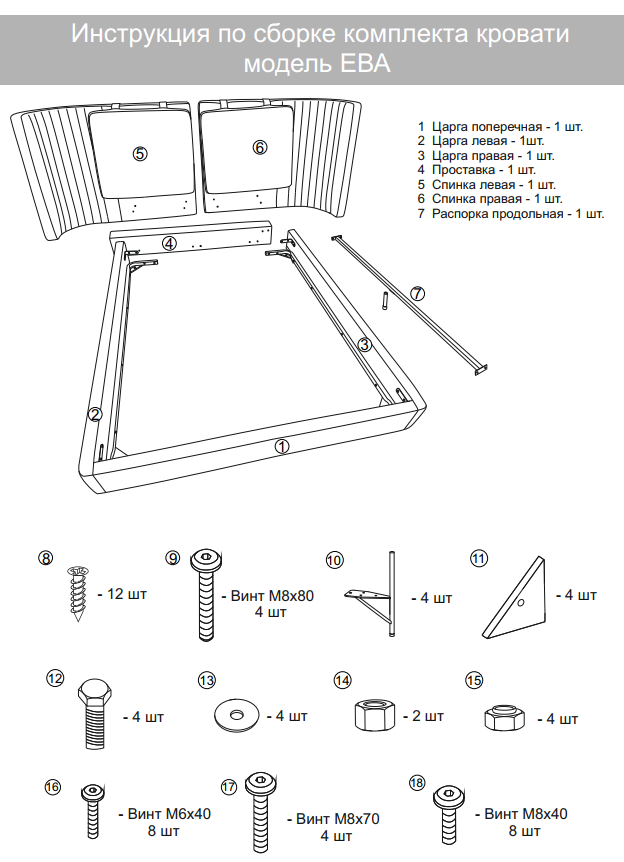 Инструкция по сборке комплекта кровати
модель ЕВА
1 Царга поперечная - 1 шт.
2 Царга левая - 1шт.
3 Царга правая - 1 шт.
4 Проставка - 1 шт.
5 Спинка левая - 1 шт.
6 Спинка правая - 1 шт.
7 Распорка продольная - 1 шт.
5
6
4
7
3
2
1
8
- 12 шт
9
- Винт М8х80
4 шт
10
- 4 шт
11
- 4 шт
12
- 4 шт
13
- 4 шт
14
- 2 шт
15
- 4 шт
16
- Винт М6х40
8 шт
17
- Винт М8х70
4 шт
18
- Винт М8х40
8 шт